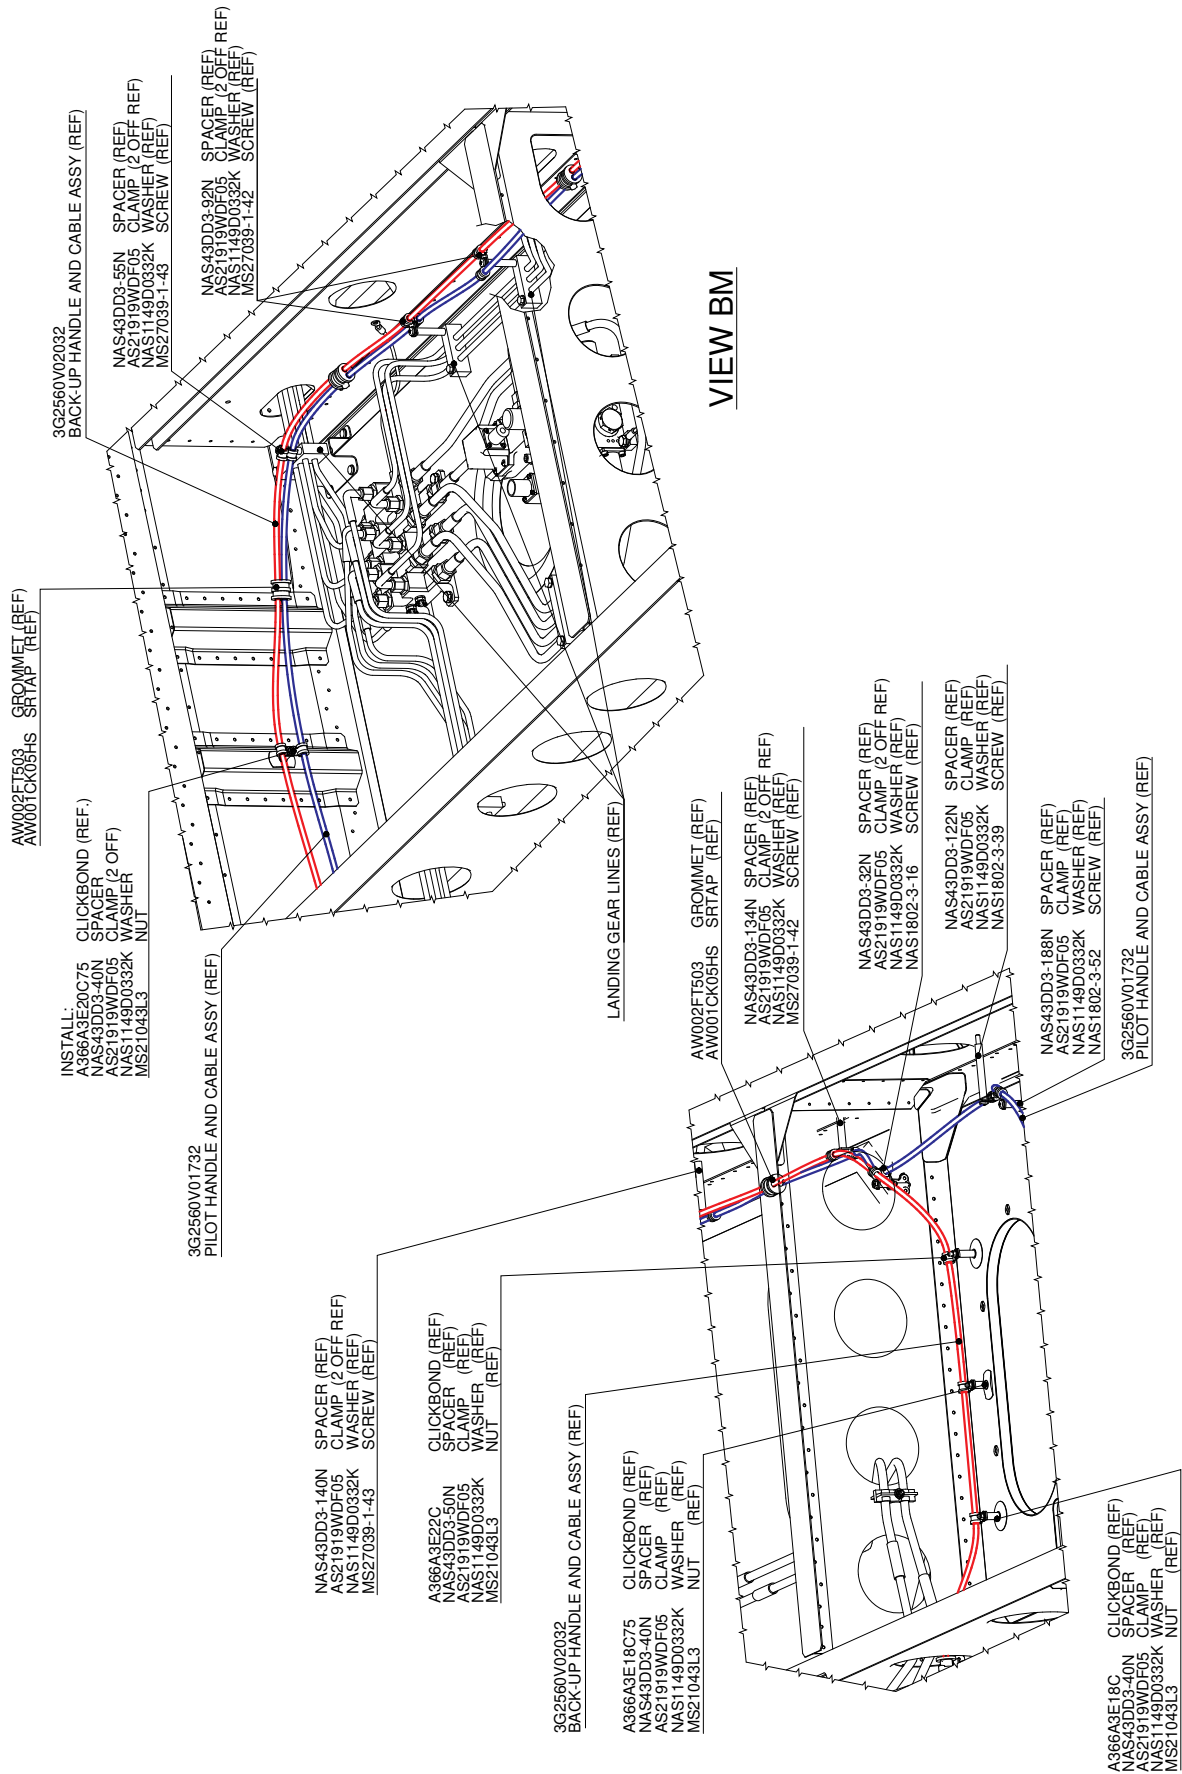 3G2560V02032
BACK-UP HANDLE AND CABLE ASSY (REF)
NAS43DD3-55N SPACER (REF)
AS21919WDF05 CLAMP (2 OFF REF)
NAS1149D0332K WASHER (REF)
MS27039-1-43 SCREW (REF)
NAS43DD3-92N SPACER (REF)
AS21919WDF05 CLAMP (2 OFF REF)
NAS1149D0332K WASHER (REF)
MS27039-1-42 SCREW (REF)
AW002FT503 GROMMET (REF)
AW001CK05HS SRTAP (REF)
INSTALL:
A366A3E20C75 CLICKBOND (REF.)
NAS43DD3-40N SPACER
AS21919WDF05 CLAMP (2 OFF)
NAS1149D0332K WASHER
MS21043L3 NUT
3G2560V01732
PILOT HANDLE AND CABLE ASSY (REF)
LANDING GEAR LINES (REF)
VIEW BM
NAS43DD3-140N SPACER (REF)
AS21919WDF05 CLAMP (2 OFF REF)
NAS1149D0332K WASHER (REF)
MS27039-1-43 SCREW (REF)
A366A3E22C CLICKBOND (REF)
NAS43DD3-50N SPACER (REF)
AS21919WDF05 CLAMP (REF)
NAS1149D0332K WASHER (REF)
MS21043L3 NUT (REF)
3G2560V02032
BACK-UP HANDLE AND CABLE ASSY (REF)
A366A3E18C75 CLICKBOND (REF)
NAS43DD3-40N SPACER (REF)
AS21919WDF05 CLAMP (REF)
NAS1149D0332K WASHER (REF)
MS21043L3 NUT (REF)
A366A3E18C CLICKBOND (REF)
NAS43DD3-40N SPACER (REF)
AS21919WDF05 CLAMP (REF)
NAS1149D0332K WASHER (REF)
MS21043L3 NUT (REF)
AW002FT503 GROMMET (REF)
AW001CK05HS SRTAP (REF)
NAS43DD3-134N SPACER (REF)
AS21919WDF05 CLAMP (2 OFF REF)
NAS1149D0332K WASHER (REF)
MS27039-1-42 SCREW (REF)
NAS43DD3-32N SPACER (REF)
AS21919WDF05 CLAMP (2 OFF REF)
NAS1149D0332K WASHER (REF)
NAS1802-3-16 SCREW (REF)
NAS43DD3-122N SPACER (REF)
AS21919WDF05 CLAMP (REF)
NAS1149D0332K WASHER (REF)
NAS1802-3-39 SCREW (REF)
NAS43DD3-188N SPACER (REF)
AS21919WDF05 CLAMP (REF)
NAS1149D0332K WASHER (REF)
NAS1802-3-52 SCREW (REF)
3G2560V01732
PILOT HANDLE AND CABLE ASSY (REF)